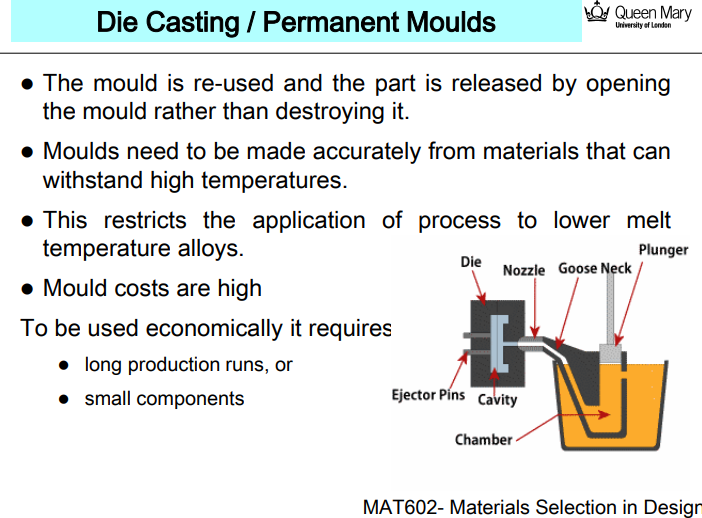 Die Casting / Permanent Moulds
Queen Mary
University of London
● The mould is re-used and the part is released by opening
the mould rather than destroying it.
● Moulds need to be made accurately from materials that can
withstand high temperatures.
● This restricts the application of process to lower melt
temperature alloys.
● Mould costs are high
To be used economically it requires
● long production runs, or
● small components
Die
Nozzle
Goose Neck
Plunger
Ejector Pins
Cavity
Chamber
MAT602- Materials Selection in Design